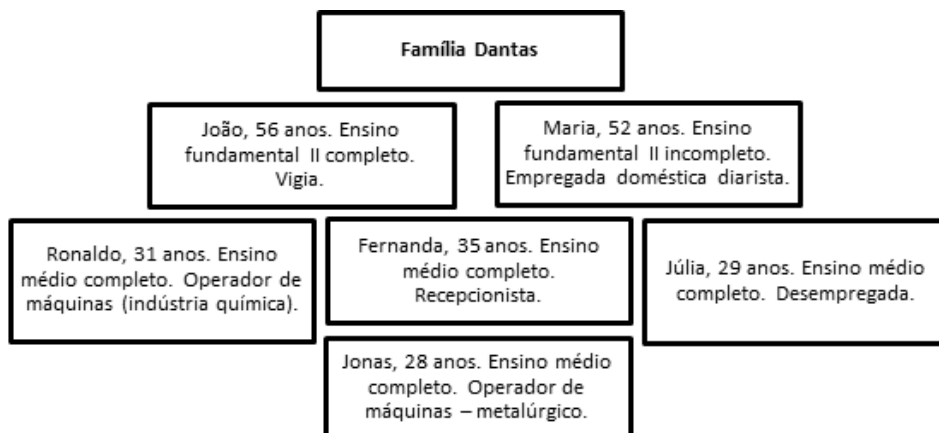 Família Dantas
João, 56 anos. Ensino
fundamental II completo.
Vigia.
Maria, 52 anos. Ensino
fundamental II incompleto.
Empregada doméstica diarista.
Ronaldo, 31 anos. Ensino
médio completo. Operador de
máquinas (indústria química).
Fernanda, 35 anos. Ensino
médio completo.
Recepcionista.
Júlia, 29 anos. Ensino médio
completo. Desempregada.
Jonas, 28 anos. Ensino médio
completo. Operador de
máquinas – metalúrgico.